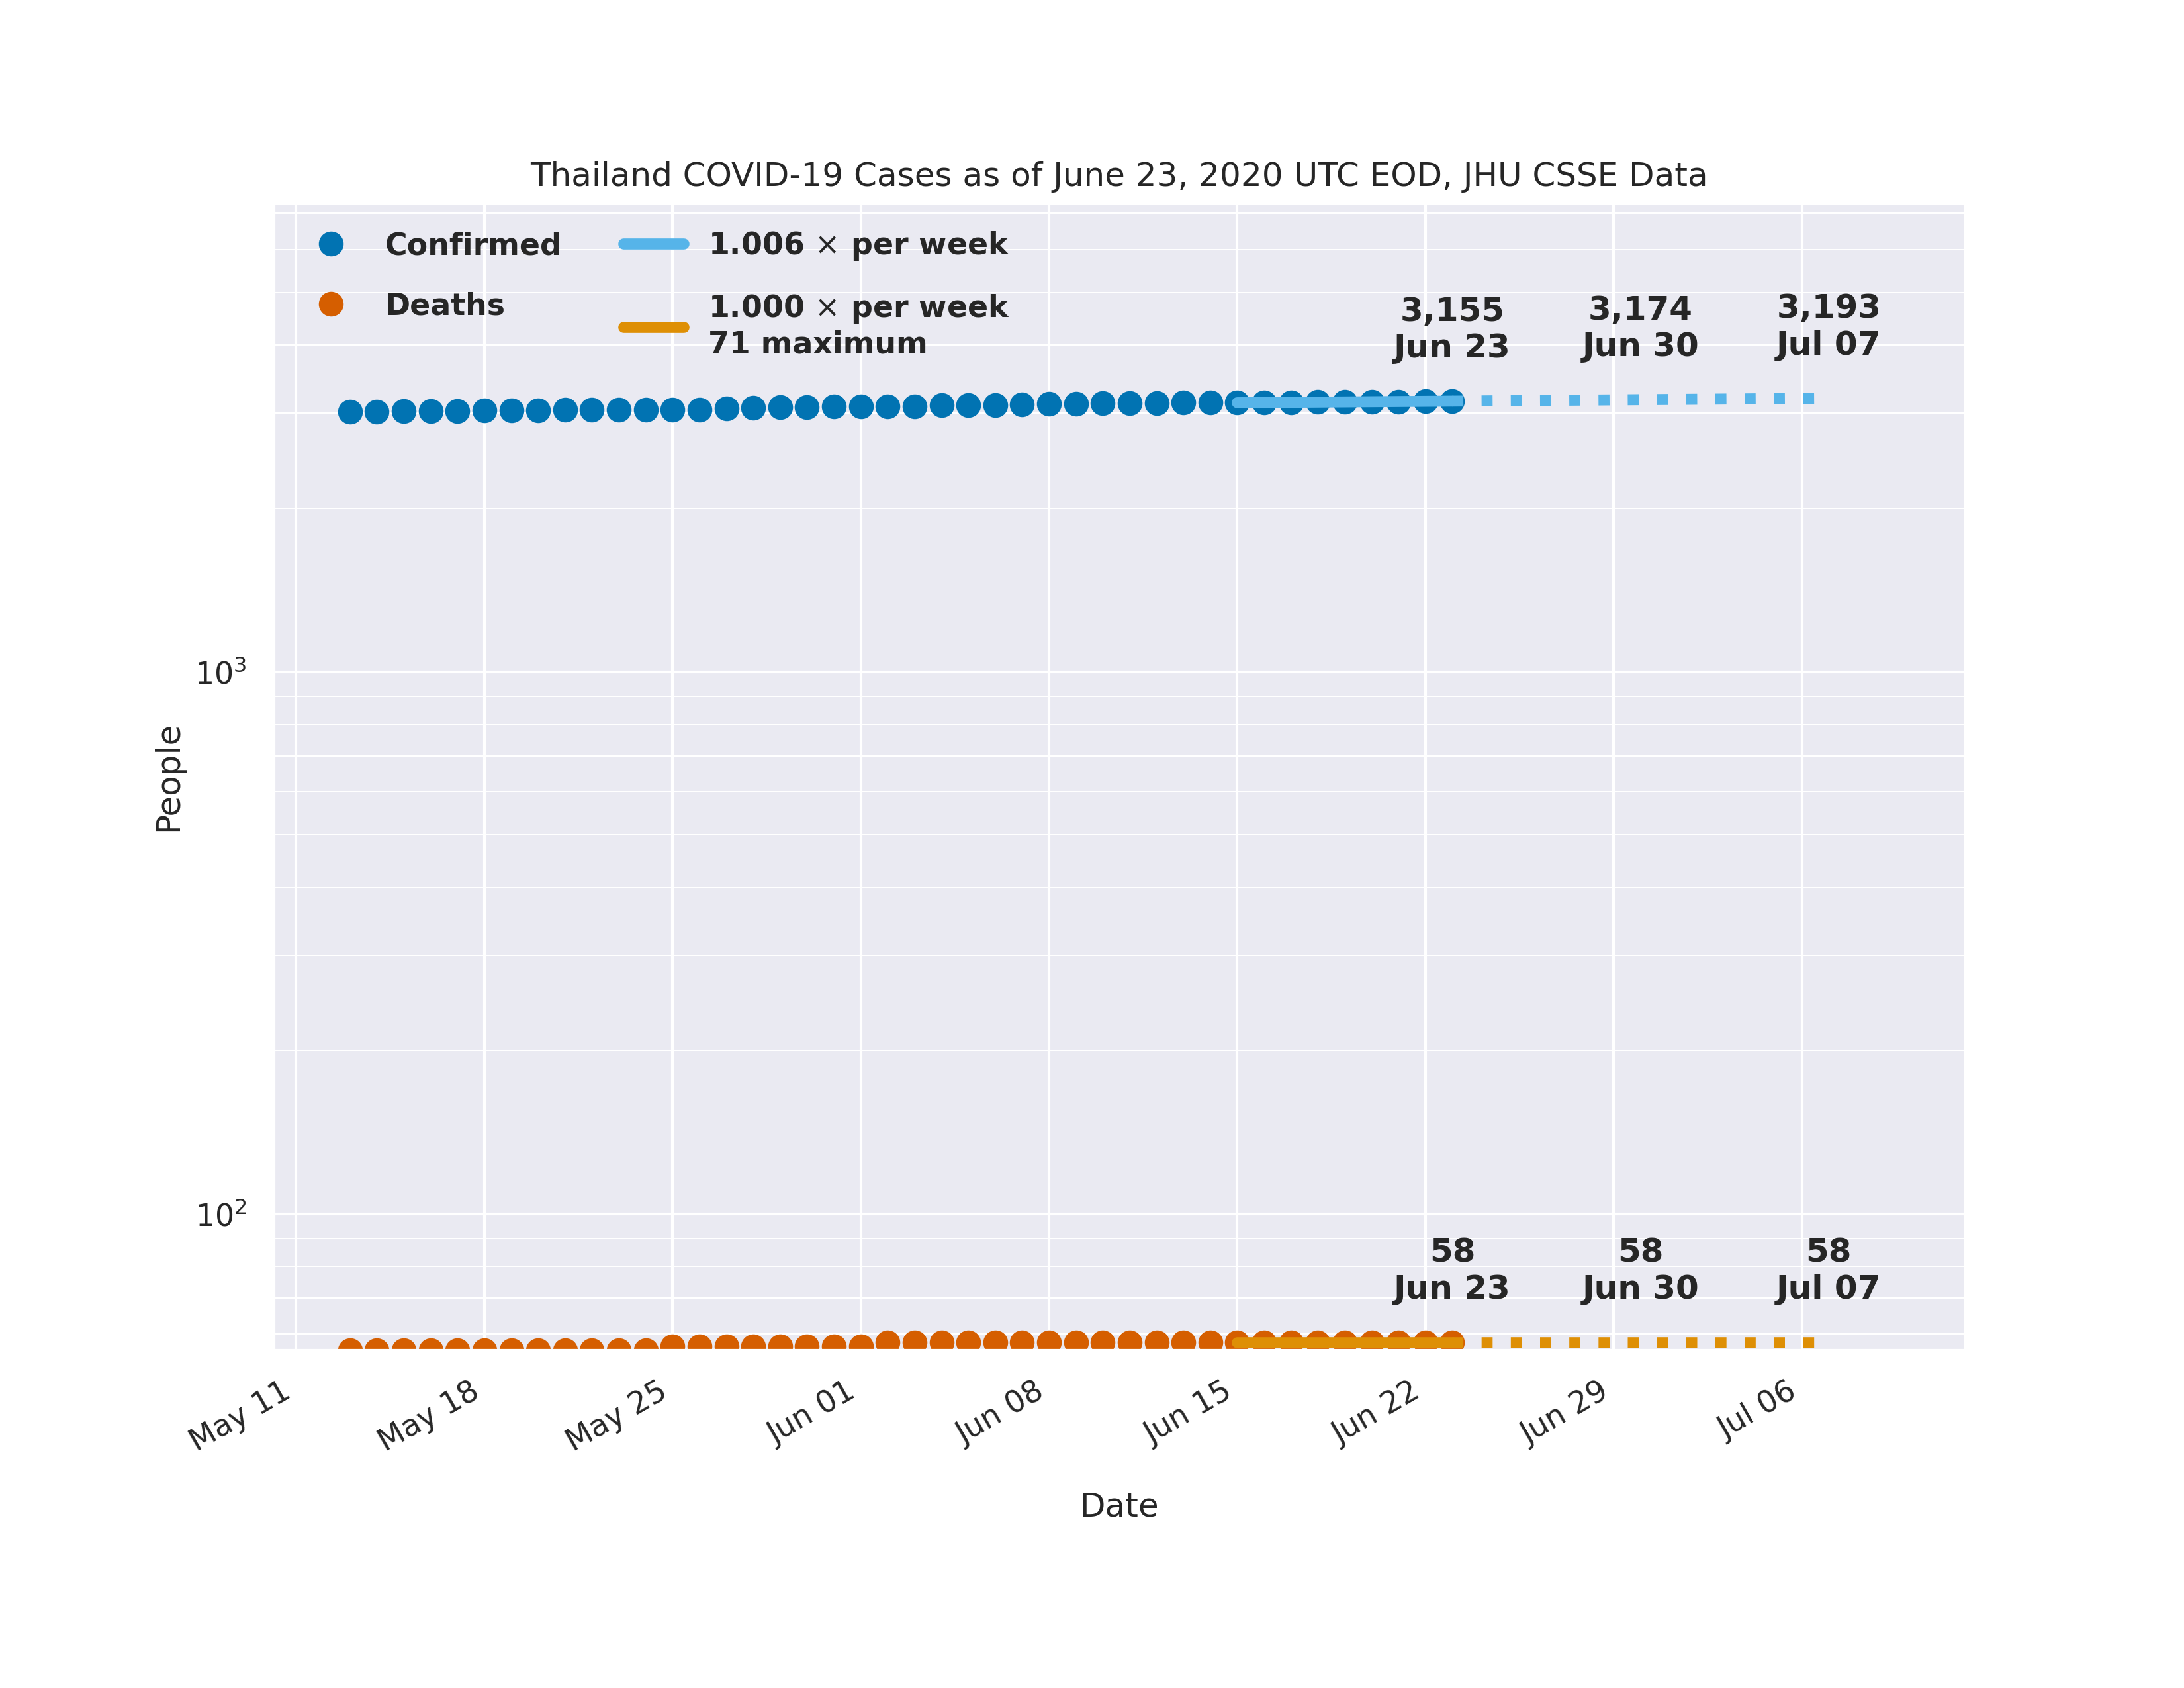 Thailand COVID-19 Cases as of June 23, 2020 UTC EOD, JHU CSSE Data
Confirmed
Deaths
1.006 × per week
1.000 × per week
71 maximum
3,155
Jun 23
3,174
Jun 30
3,193
Jul 07
10³
People
10²
58
Jun 23
58
Jun 30
58
Jul 07
May 11
May 18
May 25
Jun 01
Jun 08
Jun 15
Jun 22
Jun 29
Jul 06
Date